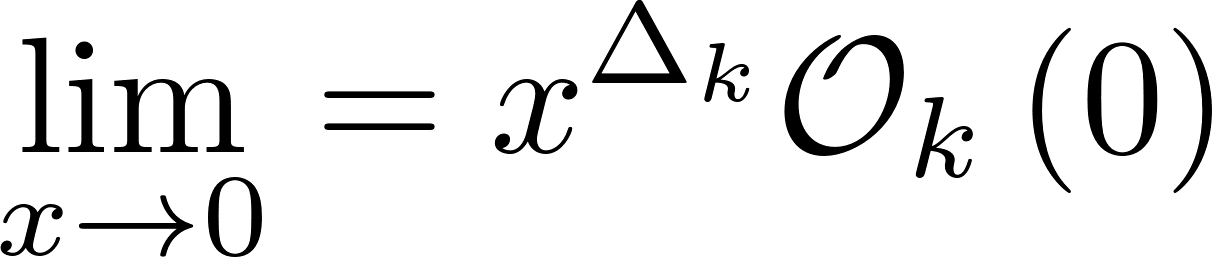 lim_{x→0} = x^{Δ_k} 𝒪_k (0)